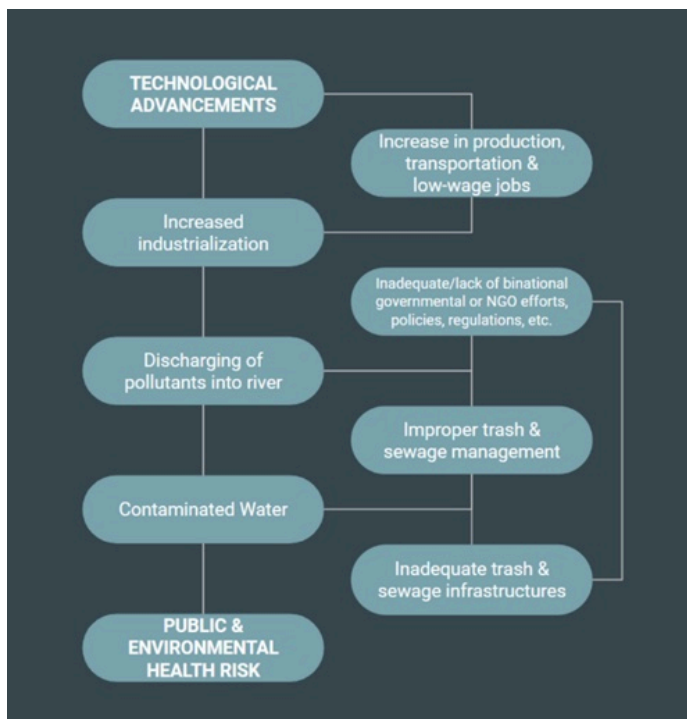 TECHNOLOGICAL
ADVANCEMENTS
Increase in production,
transportation &
low-wage jobs
Increased
industrialization
Inadequate/lack of binational
governmental or NGO efforts,
policies, regulations, etc.
Discharging of
pollutants into river
Improper trash &
sewage management
Contaminated Water
Inadequate trash &
sewage infrastructures
PUBLIC &
ENVIRONMENTAL
HEALTH RISK